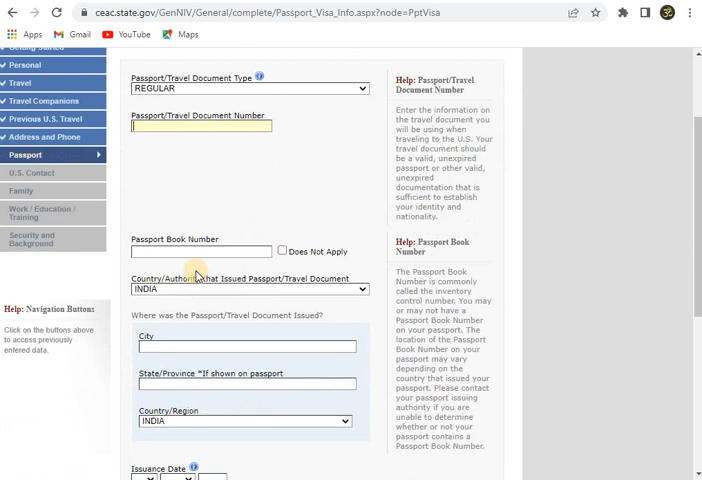 ceac.state.gov/GenNIV/General/complete/Passport_Visa_Info.aspx?node=PptVisa
Apps
Gmail
YouTube
Maps
Getting Started
Personal
Travel
Travel Companions
Previous U.S. Travel
Address and Phone
Passport
U.S. Contact
Family
Work / Education /
Training
Security and
Background
Help: Navigation Buttons
Click on the buttons above
to access previously
entered data.
Passport/Travel Document Type
REGULAR
Passport/Travel Document Number
Passport Book Number
Does Not Apply
Country/Authority that Issued Passport/Travel Document
INDIA
Where was the Passport/Travel Document Issued?
City
State/Province *If shown on passport
Country/Region
INDIA
Issuance Date
Help: Passport/Travel
Document Number
Enter the information on
the travel document you
will be using when
traveling to the U.S. Your
travel document should
be a valid, unexpired
passport or other valid,
unexpired
documentation that is
sufficient to establish
your identity and
nationality.
Help: Passport Book
Number
The Passport Book
Number is commonly
called the inventory
control number. You may
or may not have a
Passport Book Number
on your passport. The
location of the Passport
Book Number on your
passport may vary
depending on the
country that issued your
passport. Please contact
your passport issuing
authority if you are
unable to determine
whether or not your
passport contains a
Passport Book Number.